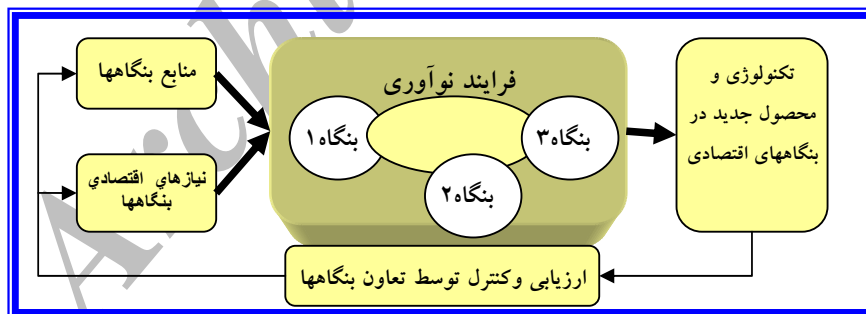 منابع بنگاهها
نيازهاي اقتصادي
بنگاهها
فرایند نوآوری
بنگاه۱
بنگاه۲
بنگاه۳
تکنولوژی و
محصول جدید در
بنگاههای اقتصادی
ارزیابی وکنترل توسط تعاون بنگاهها